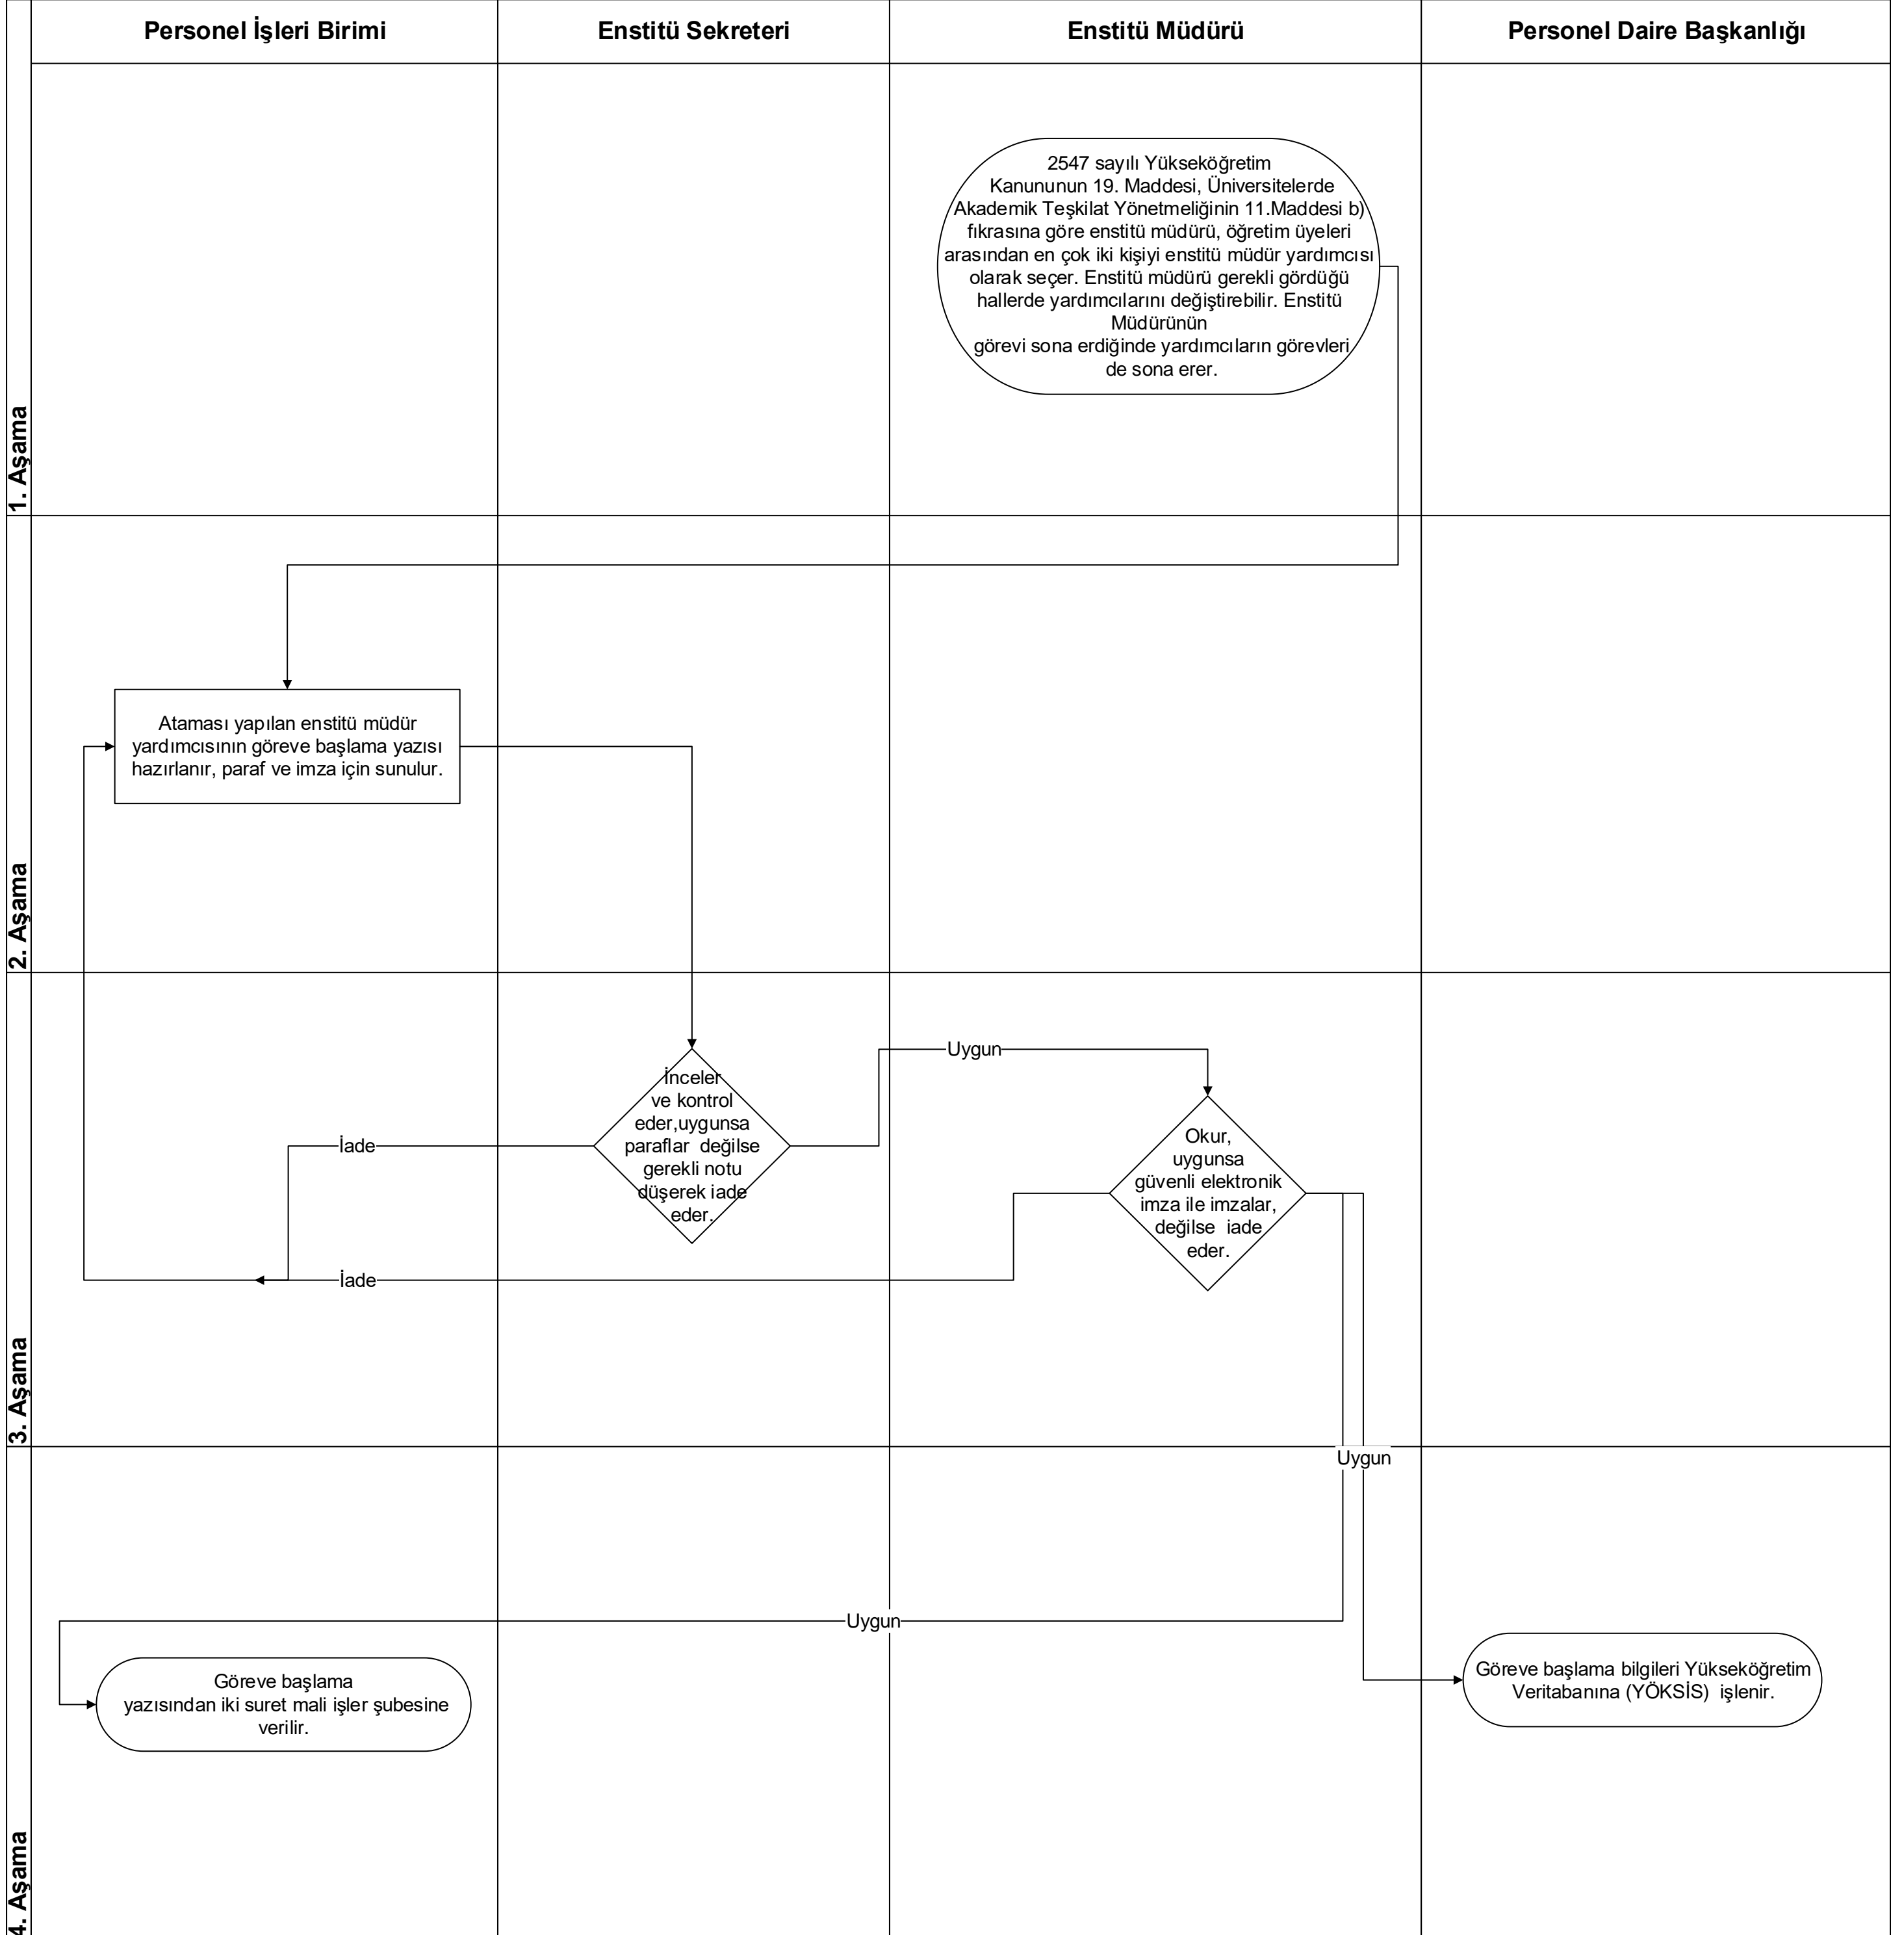 Personel İşleri Birimi
Enstitü Sekreteri
Enstitü Müdürü
Personel Daire Başkanlığı
1. Aşama
2547 sayılı Yükseköğretim
Kanununun 19. Maddesi, Üniversitelerde
Akademik Teşkilat Yönetmeliğinin 11.Maddesi b)
fıkrasına göre enstitü müdürü, öğretim üyeleri
arasından en çok iki kişiyi enstitü müdür yardımcısı
olarak seçer. Enstitü müdürü gerekli gördüğü
hallerde yardımcılarını değiştirebilir. Enstitü
Müdürünün
görevi sona erdiğinde yardımcıların görevleri
de sona erer.
2. Aşama
Ataması yapılan enstitü müdür
yardımcısının göreve başlama yazısı
hazırlanır, paraf ve imza için sunulur.
3. Aşama
İnceler
ve kontrol
eder,uygunsa
paraflar  değilse
gerekli notu
düşerek iade
eder.
Uygun
İade
Okur,
uygunsa
güvenli elektronik
imza ile imzalar,
değilse  iade
eder.
İade
Uygun
4. Aşama
Uygun
Göreve başlama
yazısından iki suret mali işler şubesine
verilir.
Göreve başlama bilgileri Yükseköğretim
Veritabanına (YÖKSİS)  işlenir.